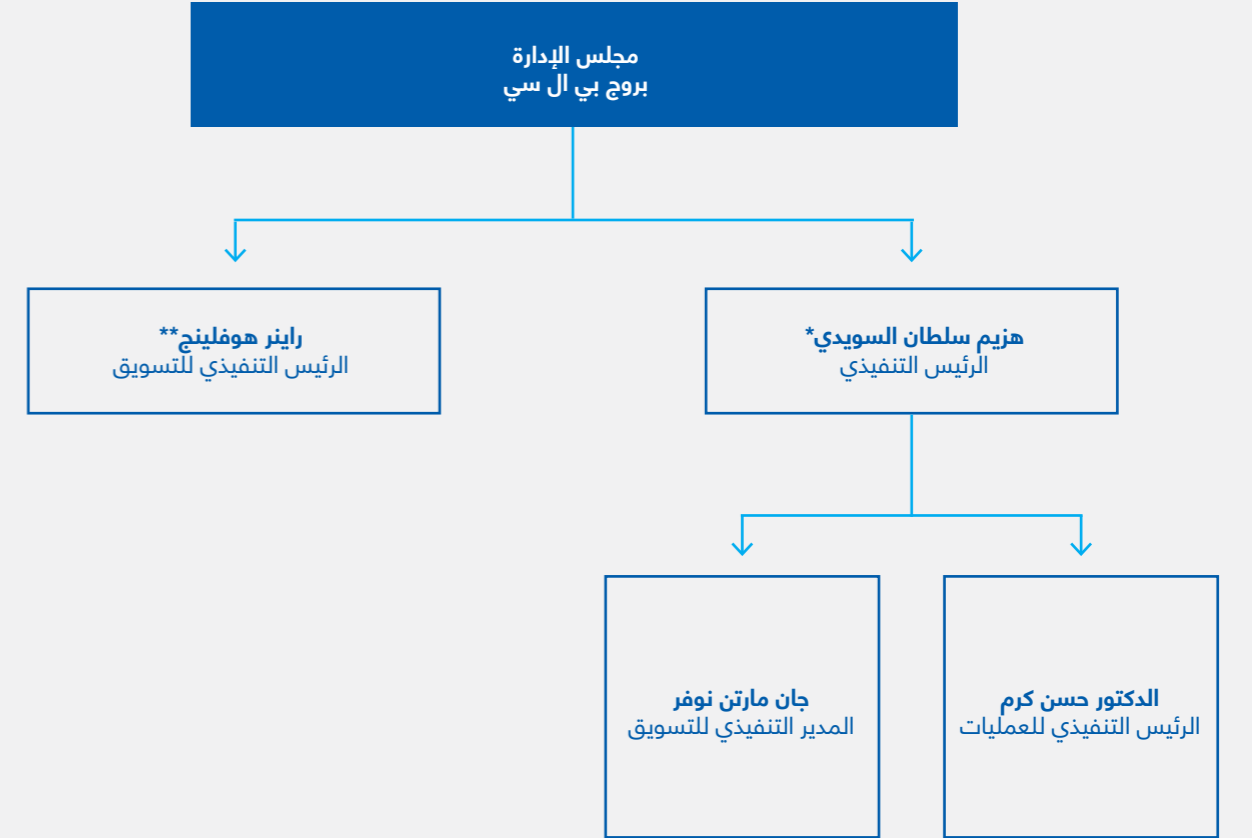 مجلس الإدارة
بروج بي ال سي
هزيم سلطان السويدي*
الرئيس التنفيذي
راينر هوفلينج**
الرئيس التنفيذي للتسويق
الدكتور حسن كرم
الرئيس التنفيذي للعمليات
جان مارتن نوفر
المدير التنفيذي للتسويق